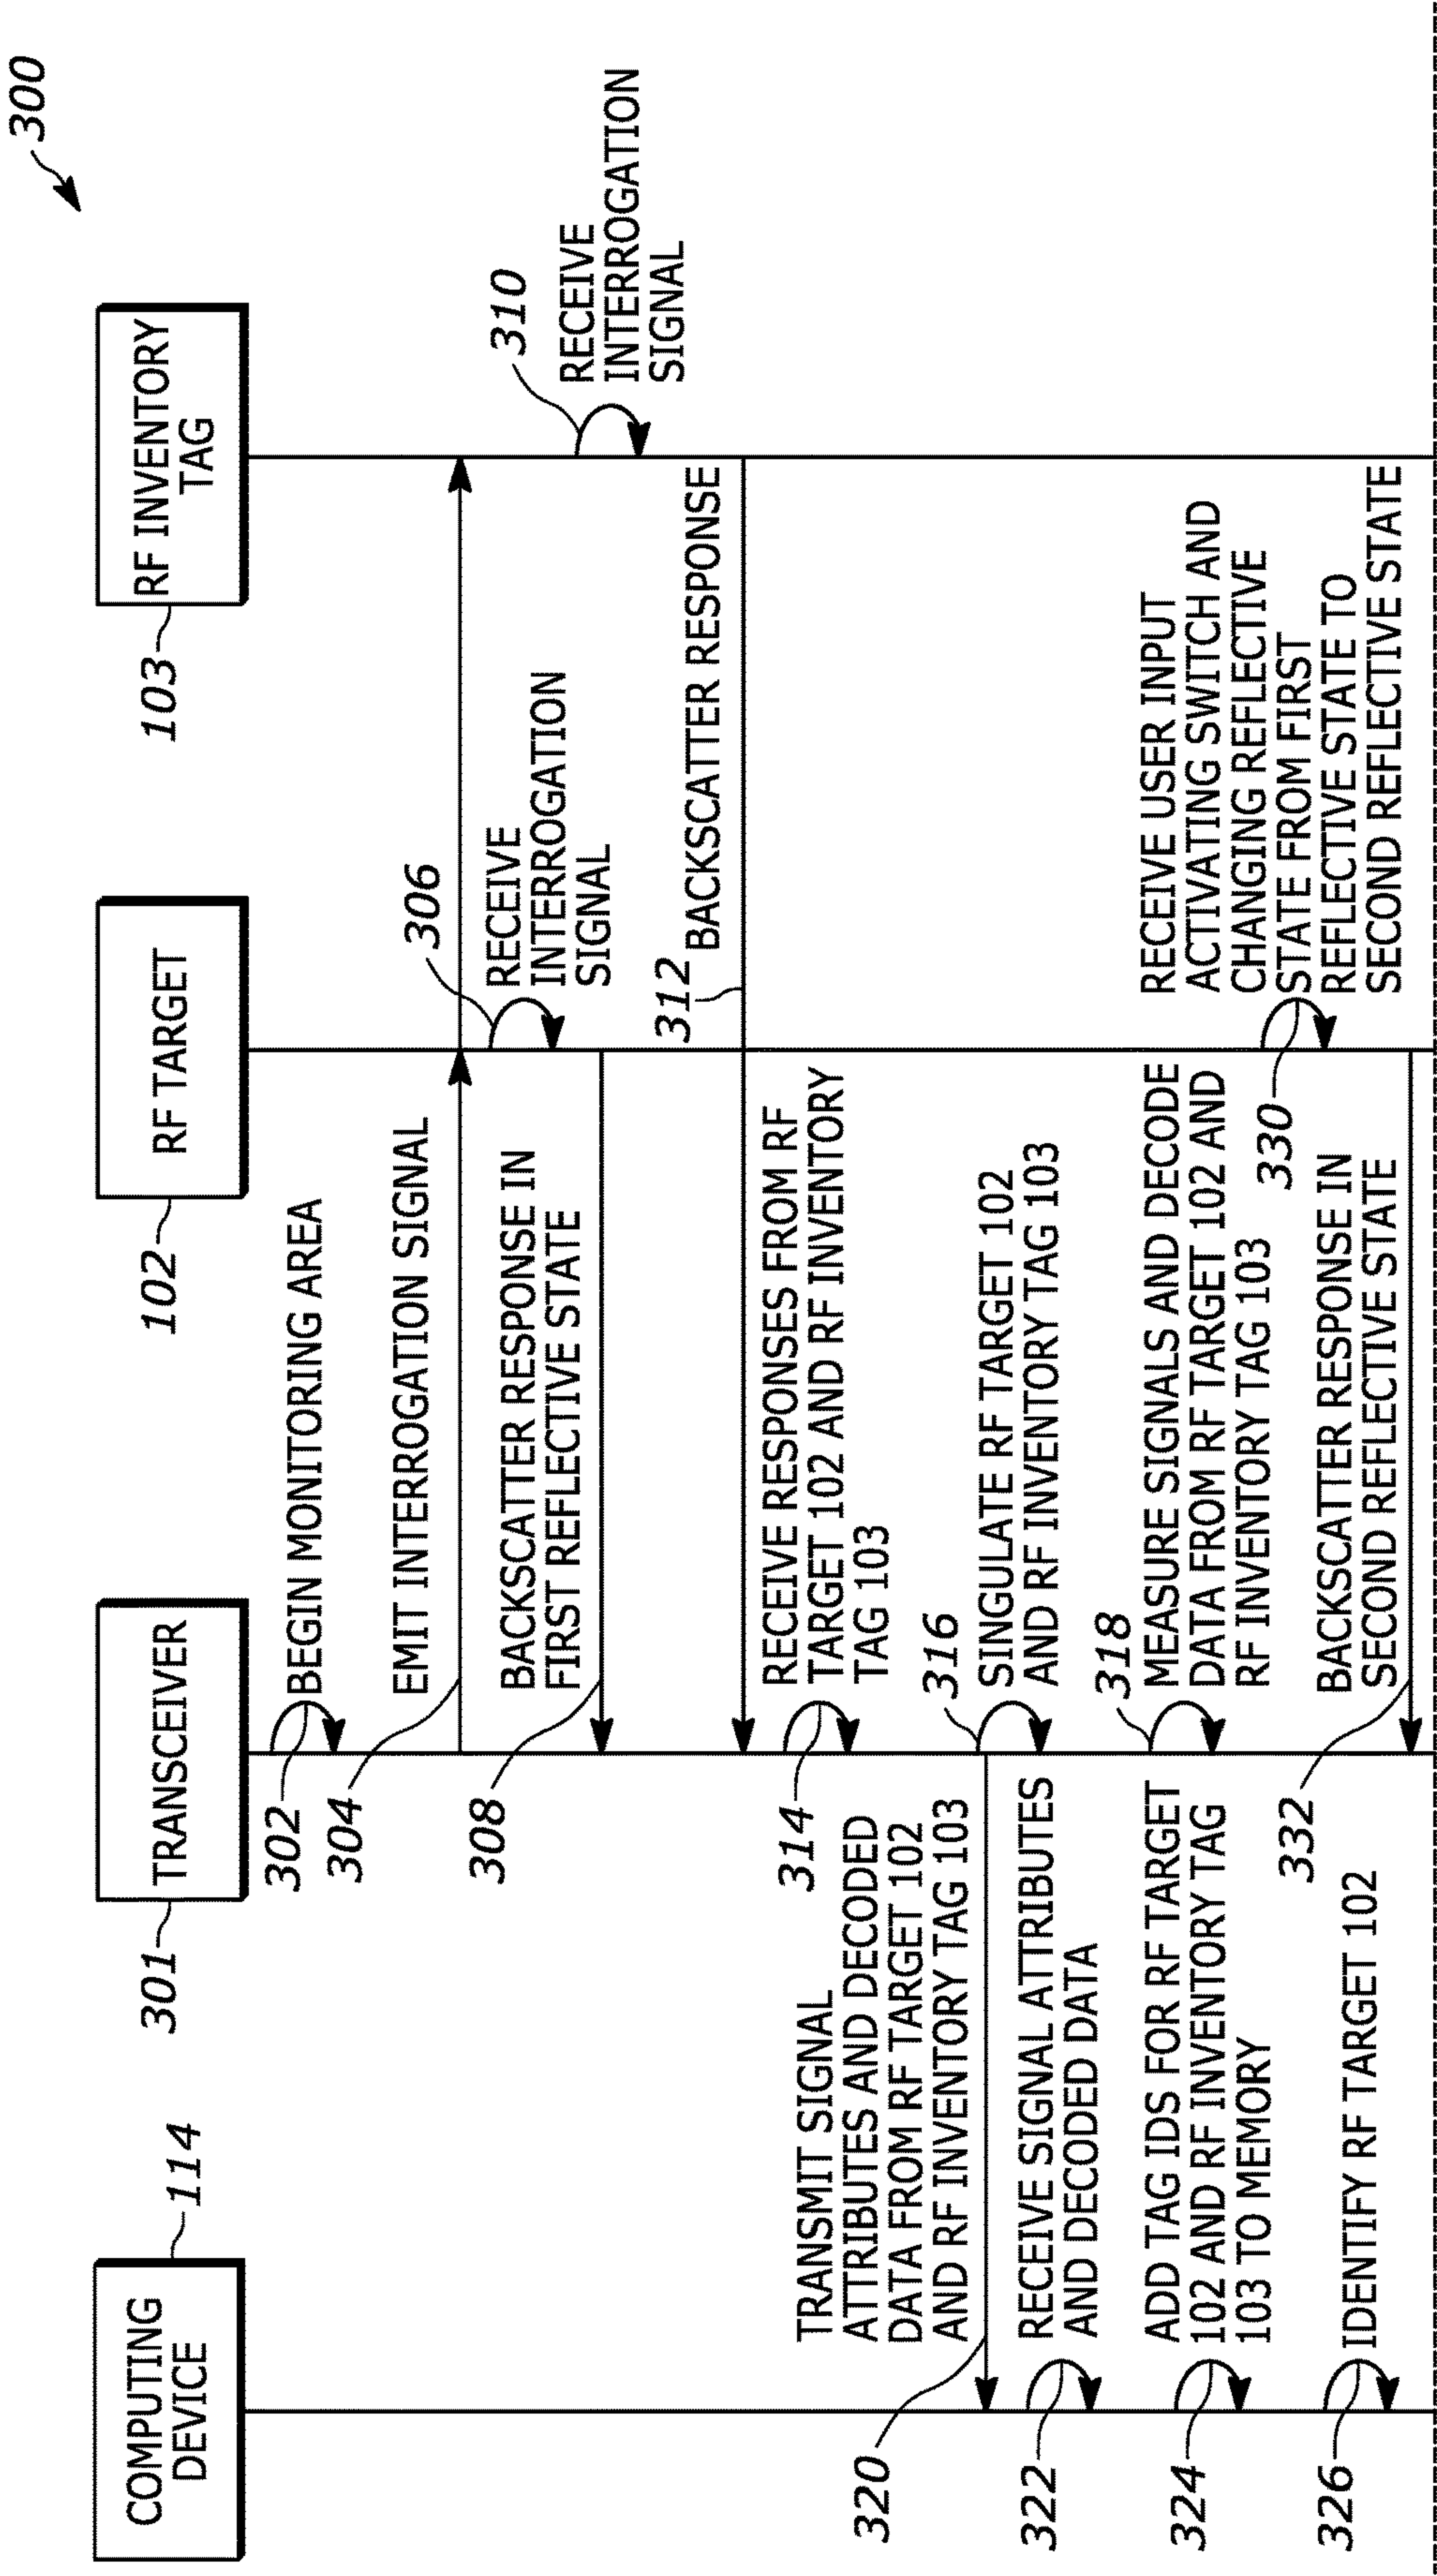 300
COMPUTING
DEVICE
114
TRANSCEIVER
301
RF TARGET
102
RF INVENTORY
TAG
103
302
BEGIN MONITORING AREA
304
EMIT INTERROGATION SIGNAL
306
RECEIVE
INTERROGATION
SIGNAL
308
BACKSCATTER RESPONSE IN
FIRST REFLECTIVE STATE
310
RECEIVE
INTERROGATION
SIGNAL
312
BACKSCATTER RESPONSE
314
RECEIVE RESPONSES FROM RF
TARGET 102 AND RF INVENTORY
TAG 103
316
SINGULATE RF TARGET 102
AND RF INVENTORY TAG 103
318
MEASURE SIGNALS AND DECODE
DATA FROM RF TARGET 102 AND
RF INVENTORY TAG 103
320
TRANSMIT SIGNAL
ATTRIBUTES AND DECODED
DATA FROM RF TARGET 102
AND RF INVENTORY TAG 103
322
RECEIVE SIGNAL ATTRIBUTES
AND DECODED DATA
324
ADD TAG IDS FOR RF TARGET
102 AND RF INVENTORY TAG
103 TO MEMORY
326
IDENTIFY RF TARGET 102
330
RECEIVE USER INPUT
ACTIVATING SWITCH AND
CHANGING REFLECTIVE
STATE FROM FIRST
REFLECTIVE STATE TO
SECOND REFLECTIVE STATE
332
BACKSCATTER RESPONSE IN
SECOND REFLECTIVE STATE